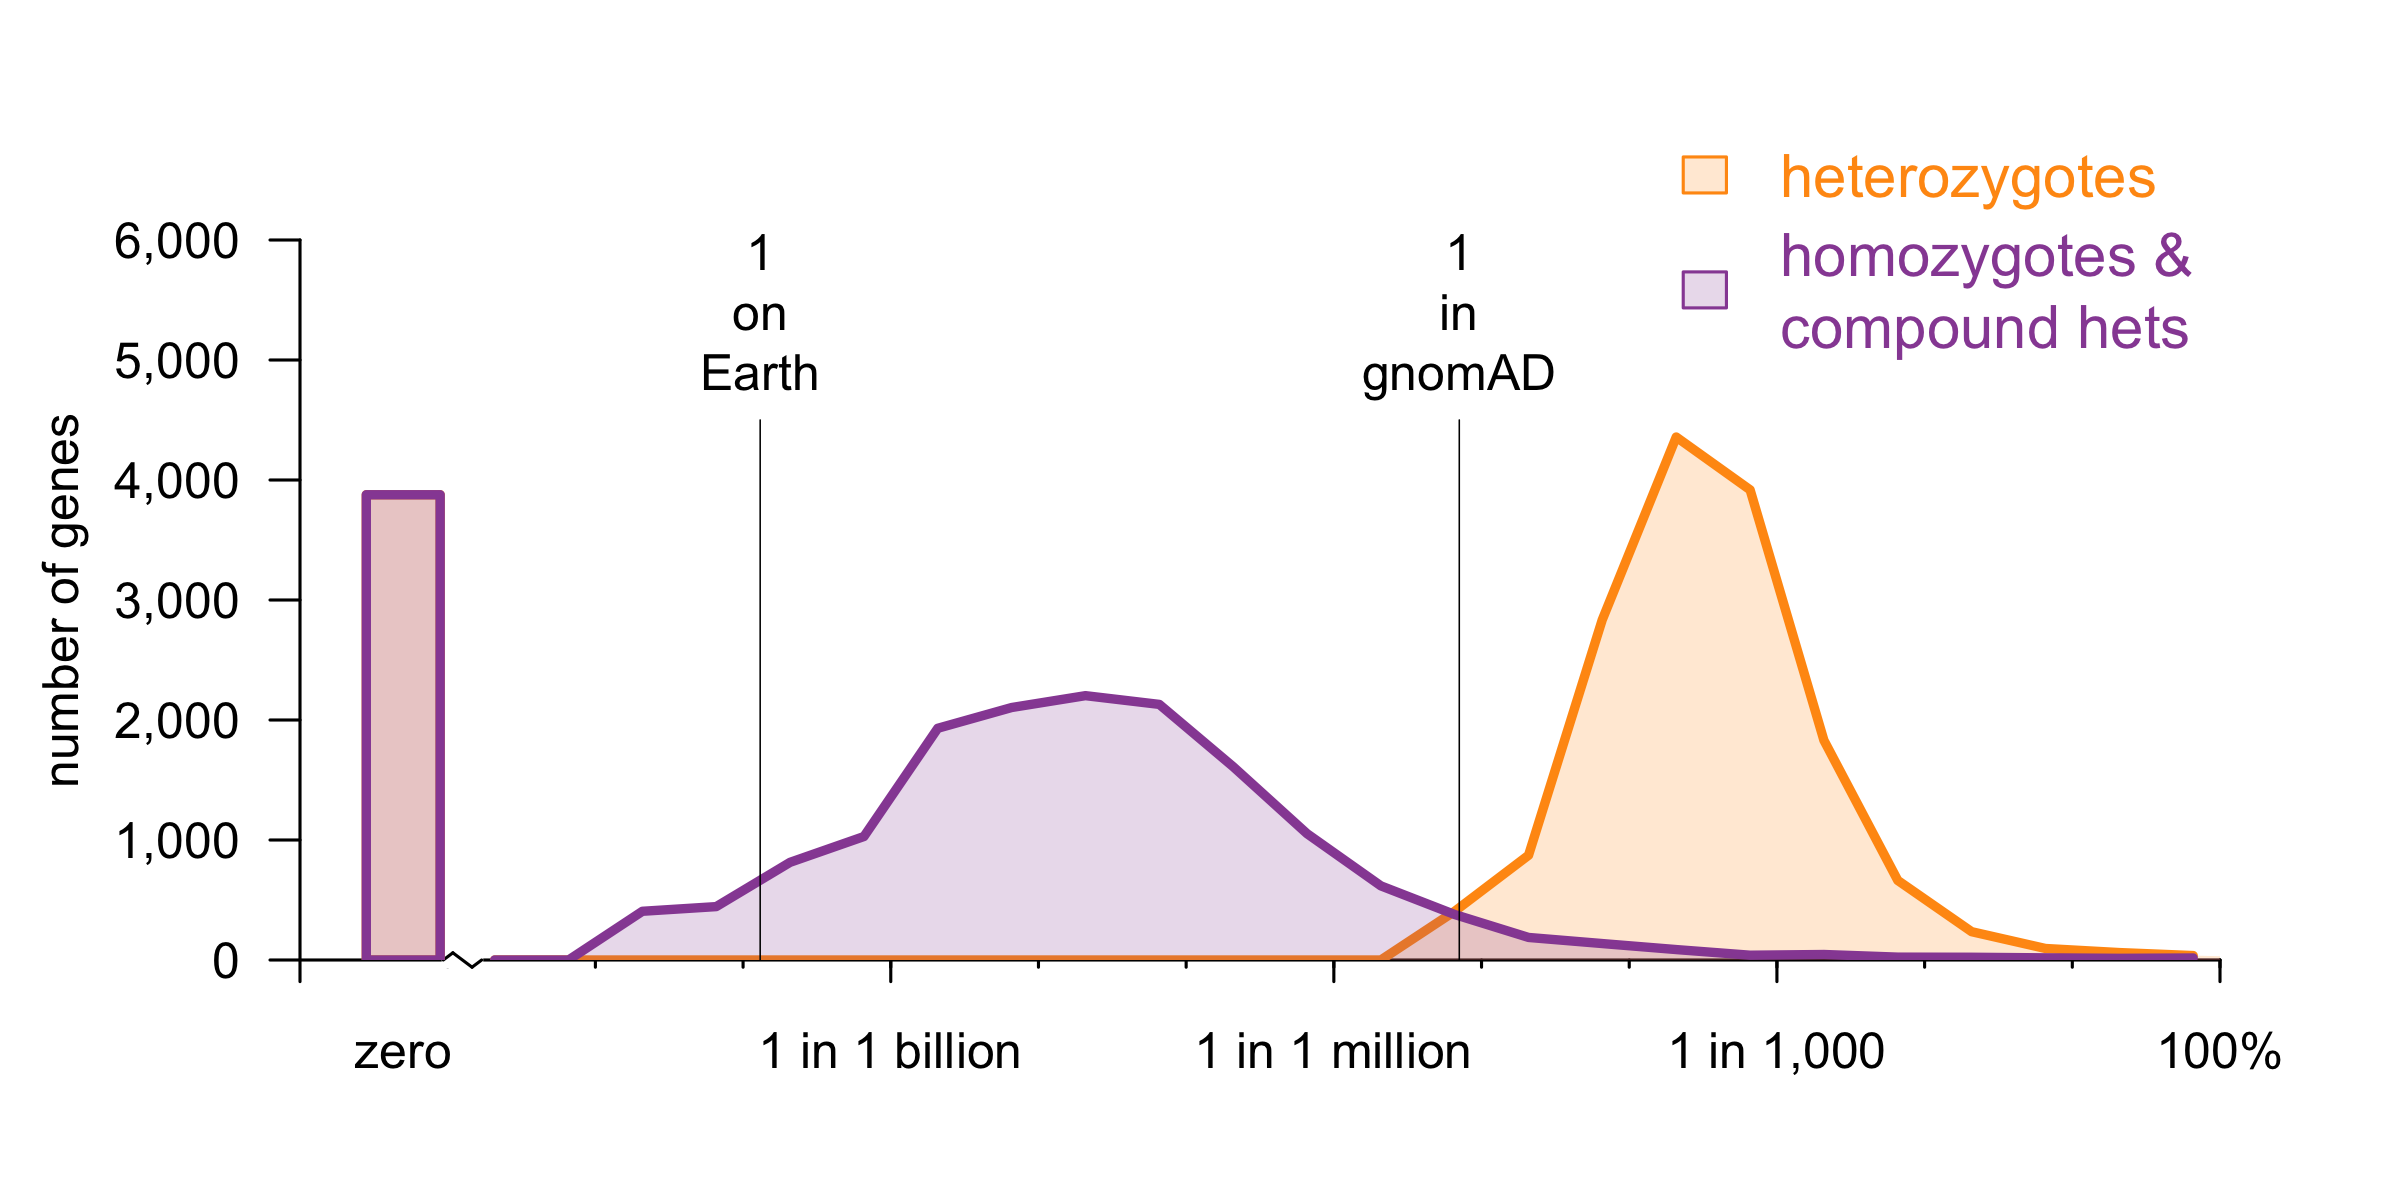 heterozygotes
homozygotes &
compound hets
1
on
Earth
1
in
gnomAD
number of genes
6,000
5,000
4,000
3,000
2,000
1,000
0
zero
1 in 1 billion
1 in 1 million
1 in 1,000
100%